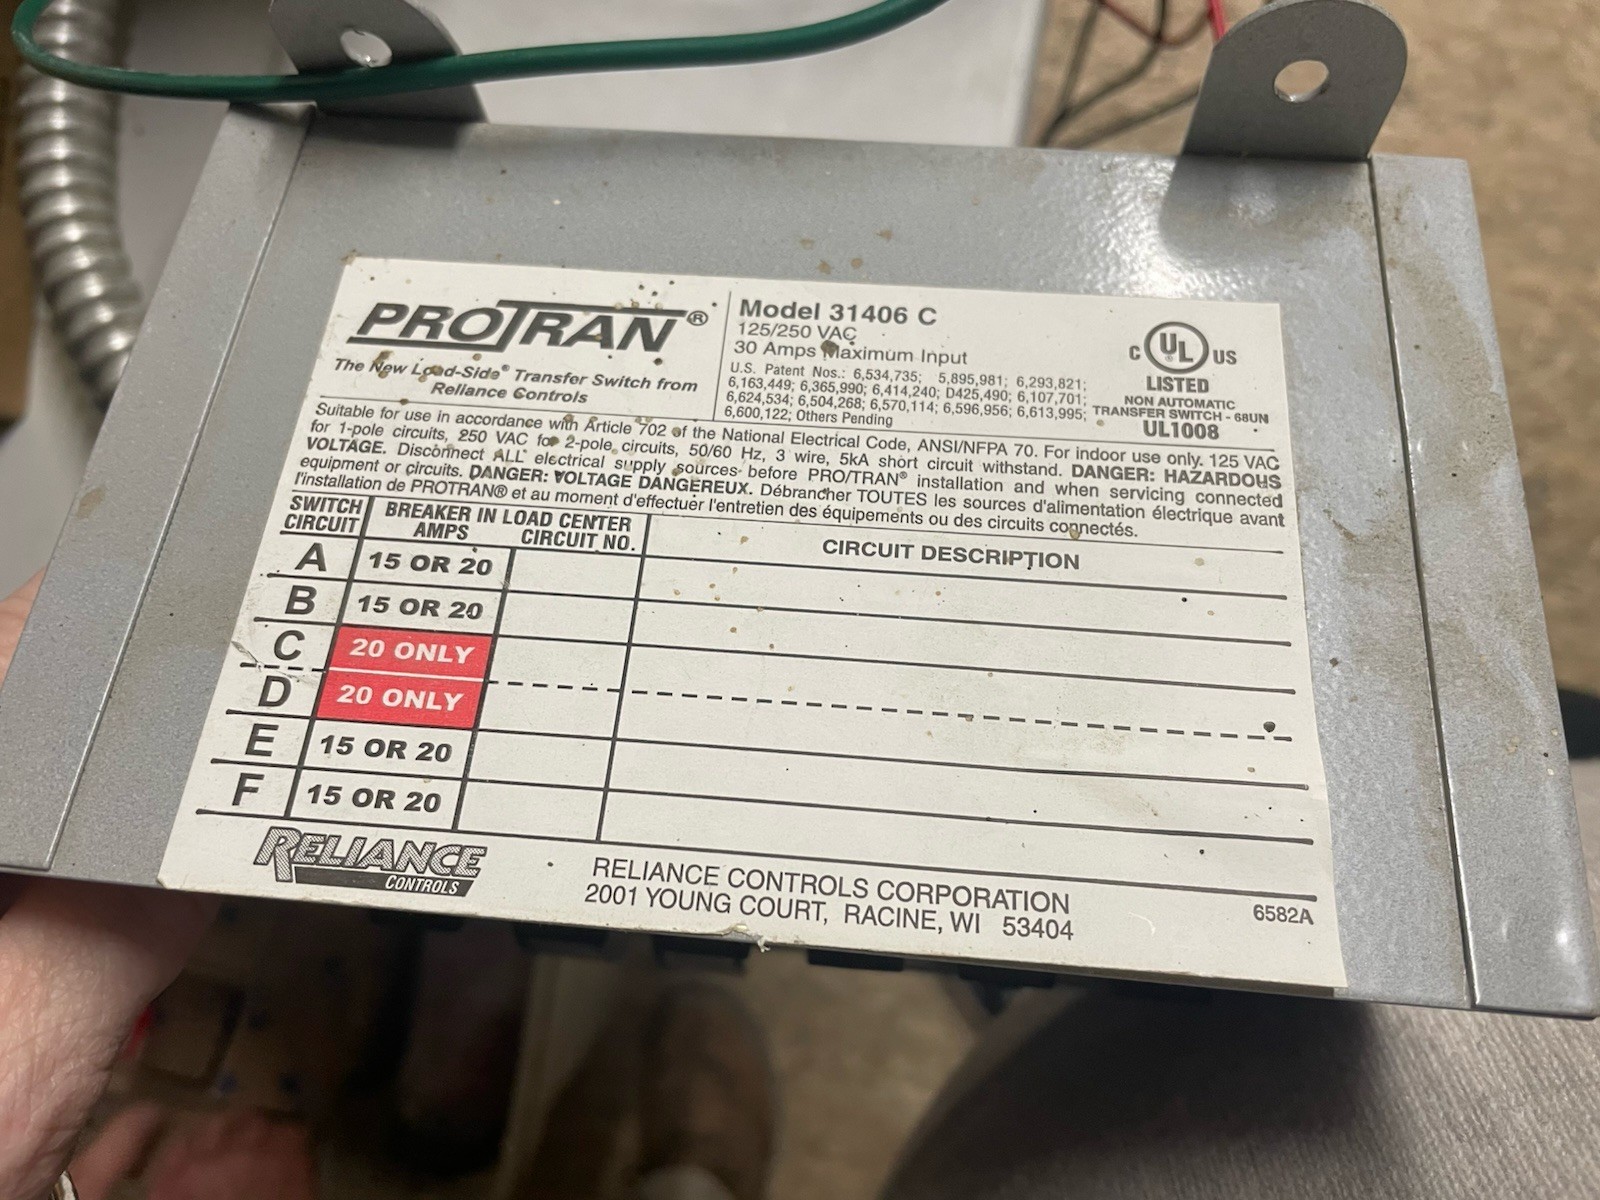 PROTRAN®
The New Load-Side® Transfer Switch from
Reliance Controls
Model 31406 C
125/250 VAC
30 Amps Maximum Input
U.S. Patent Nos.: 6,534,735; 5,895,981; 6,293,821;
6,163,449; 6,365,990; 6,414,240; D425,490; 6,107,701;
6,624,534; 6,504,268; 6,570,114; 6,596,956; 6,613,995;
6,600,122; Others Pending
C UL US
LISTED
NON AUTOMATIC
TRANSFER SWITCH - 68UN
UL1008
Suitable for use in accordance with Article 702 of the National Electrical Code, ANSI/NFPA 70. For indoor use only. 125 VAC
for 1-pole circuits, 250 VAC for 2-pole circuits, 50/60 Hz, 3 wire, 5kA short circuit withstand. DANGER: HAZARDOUS
VOLTAGE. Disconnect ALL electrical supply sources before PRO/TRAN® installation and when servicing connected
equipment or circuits. DANGER: VOLTAGE DANGEREUX. Débrancher TOUTES les sources d'alimentation électrique avant
l'installation de PROTRAN® et au moment d'effectuer l'entretien des équipements ou des circuits connectés.
SWITCH CIRCUIT BREAKER IN LOAD CENTER
AMPS CIRCUIT NO. CIRCUIT DESCRIPTION
A 15 OR 20
B 15 OR 20
C 20 ONLY
D 20 ONLY
E 15 OR 20
F 15 OR 20
RELIANCE
CONTROLS
RELIANCE CONTROLS CORPORATION
2001 YOUNG COURT, RACINE, WI 53404
6582A